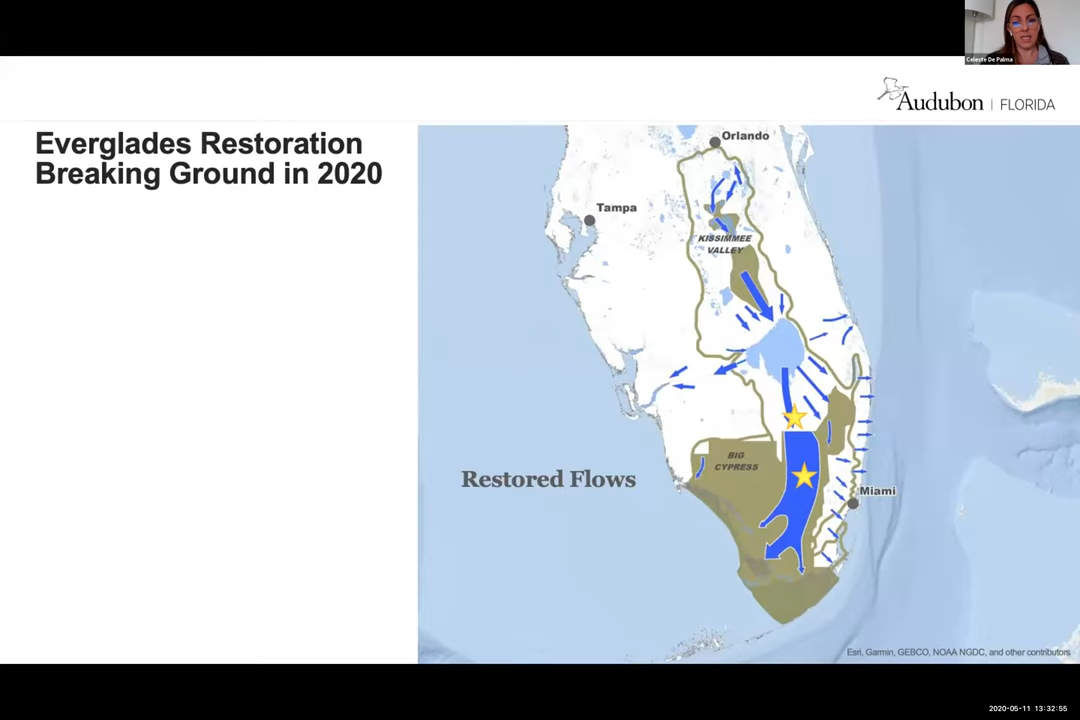 Celeste De Palma
Audubon | FLORIDA
Everglades Restoration
Breaking Ground in 2020
Orlando
Tampa
KISSIMMEE
VALLEY
BIG
CYPRESS
Restored Flows
Miami
Esri, Garmin, GEBCO, NOAA NGDC, and other contributors
2020-05-11 13:32:55